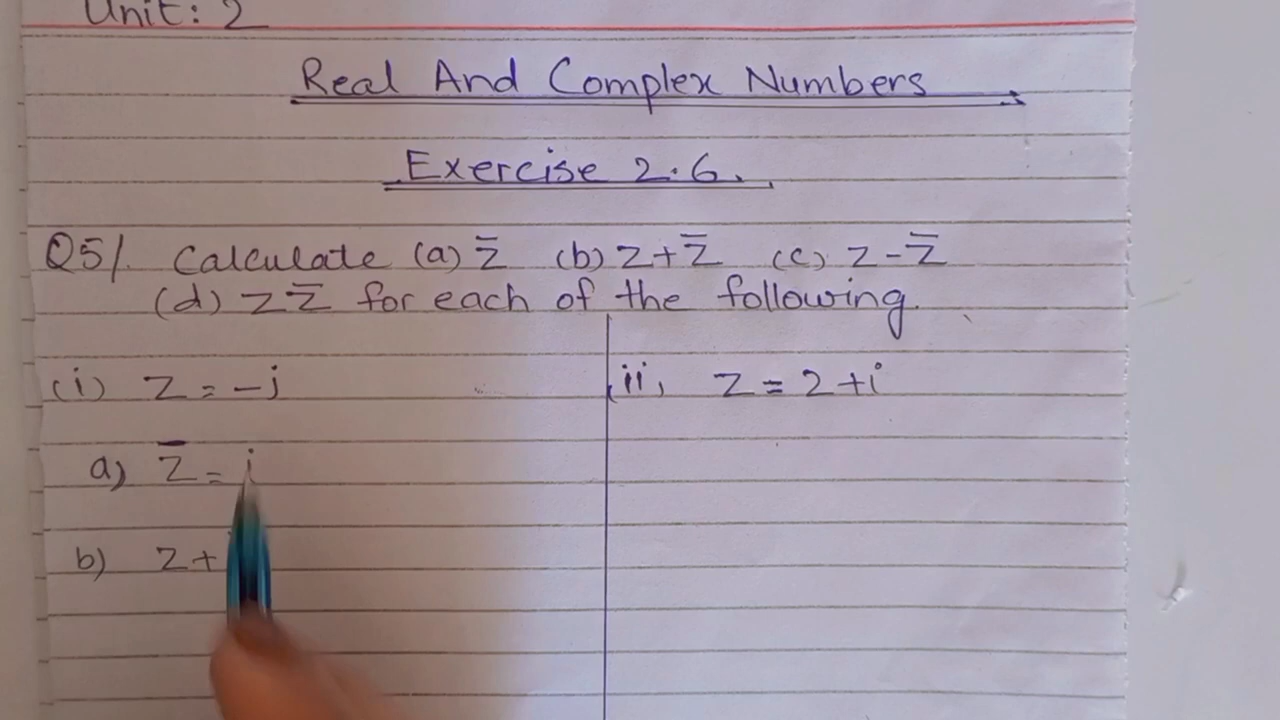 Unit: 2
Real And Complex Numbers
Exercise 2.6.
Q5/. Calculate (a) z̄ (b) z+z̄ (c) z-z̄
(d) zz̄ for each of the following.
(i) z = -i
a) z̄ = i
b) z+
(ii) z = 2+i